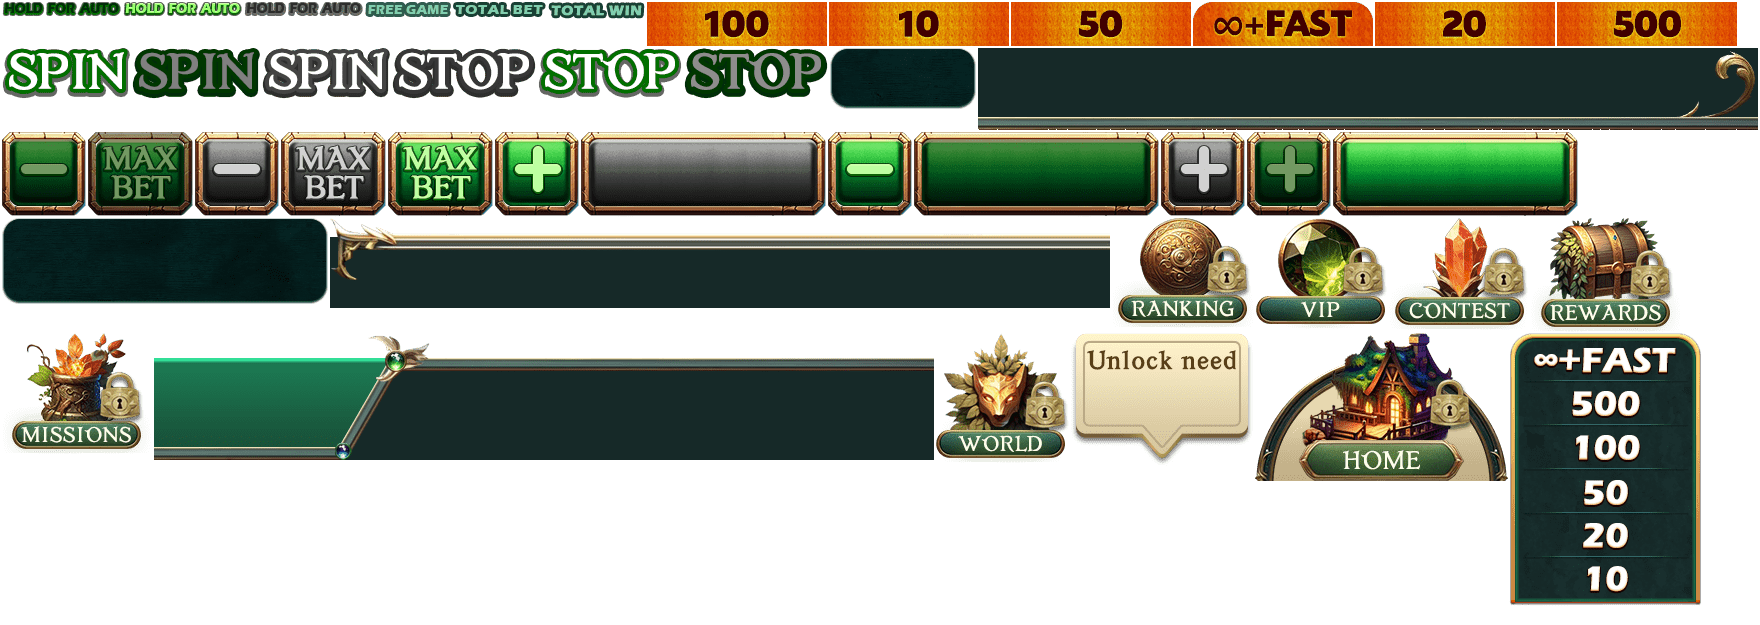 HOLD FOR AUTO HOLD FOR AUTO HOLD FOR AUTO FREE GAME TOTAL BET TOTAL WIN
100 10 50 ∞+FAST 20 500
SPIN SPIN SPIN STOP STOP STOP
MAX BET
MAX BET
MAX BET
RANKING VIP CONTEST REWARDS
MISSIONS
WORLD
Unlock need
HOME
∞+FAST
500
100
50
20
10